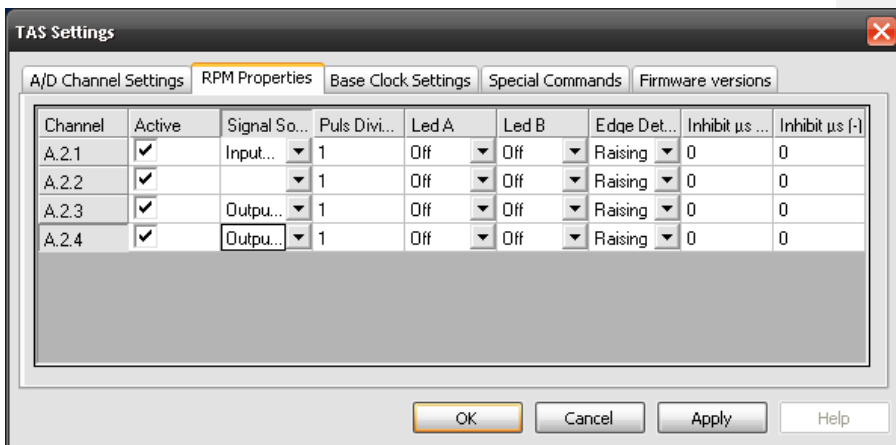 TAS Settings
A/D Channel Settings RPM Properties Base Clock Settings Special Commands Firmware versions
Channel Active Signal So... Puls Divi... Led A Led B Edge Det... Inhibit µs ... Inhibit µs (-)
A.2.1 Input... 1 Off Off Raising 0 0
A.2.2 1 Off Off Raising 0 0
A.2.3 Outpu... 1 Off Off Raising 0 0
A.2.4 Outpu... 1 Off Off Raising 0 0
OK Cancel Apply Help